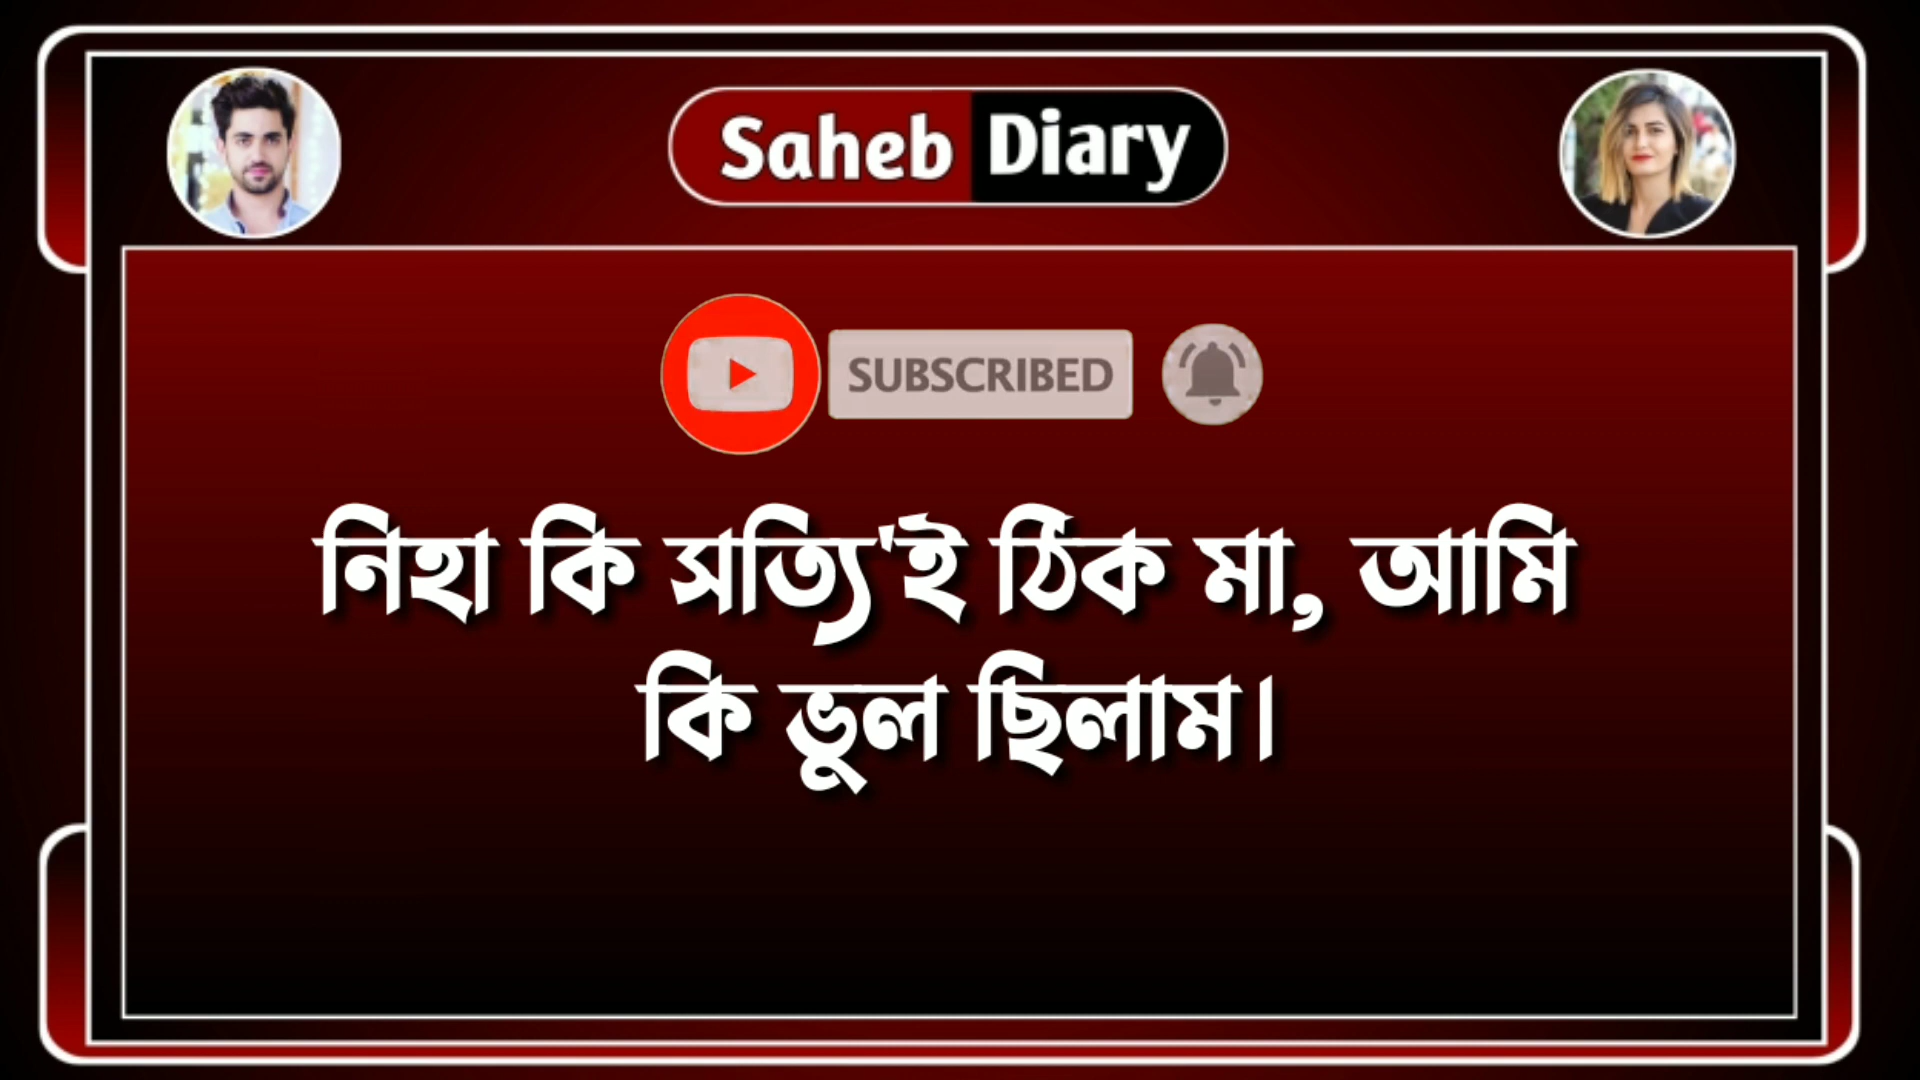 Saheb Diary
SUBSCRIBED
নিহা কি সত্যি'ই ঠিক মা, আমি
কি ভুল ছিলাম।